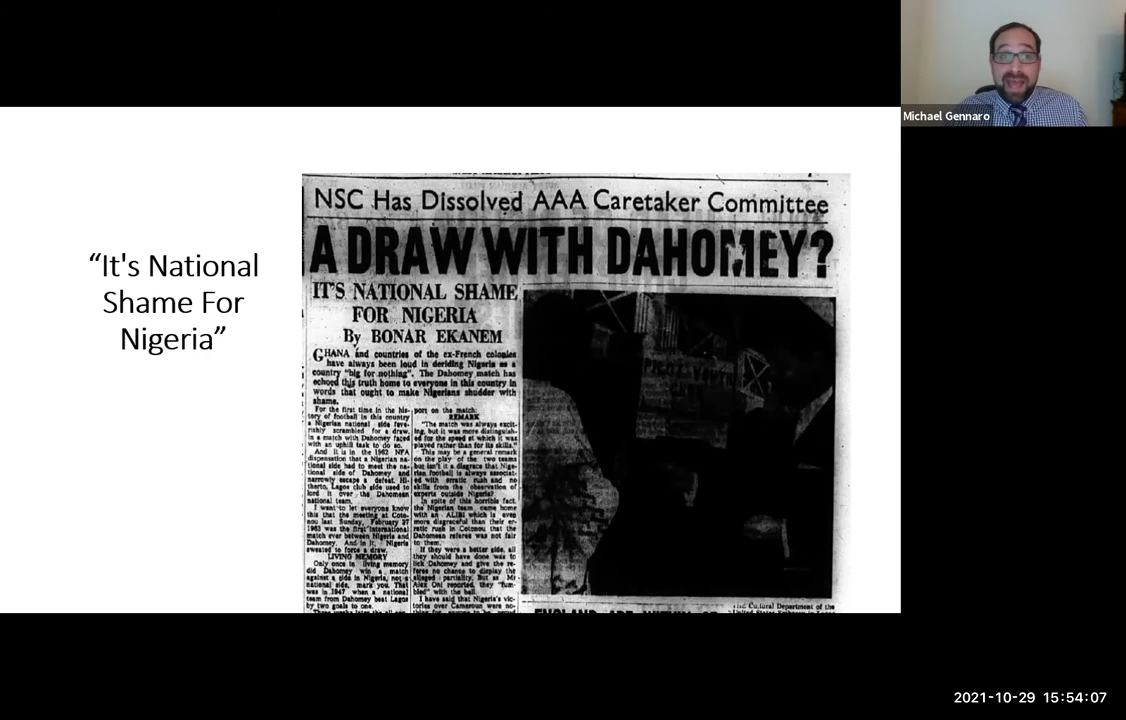 Michael Gennaro
“It's National
Shame For
Nigeria”
NSC Has Dissolved AAA Caretaker Committee
A DRAW WITH DAHOMEY?
IT'S NATIONAL SHAME
FOR NIGERIA
By BONAR EKANEM
GHANA and countries of the ex-French colonies
have always been loud in deriding Nigeria as a
country "big for nothing". The Dahomey match has
echoed this truth home to everyone in this country in
words that ought to make Nigerians shudder with
shame.
For the first time in the his-
tory of football in this country
a Nigerian national side feve-
rishly scrambled for a draw,
in a match with Dahomey faced
with an uphill task to do so.
And it is in the 1962 NFA
dispensation that a Nigerian na-
tional side had to meet the na-
tional side of Dahomey and
narrowly escape a defeat. Hi-
therto, Lagos club side used to
lord it over the Dahomean
national team.
I want to let everyone know
this that the meeting at Coto-
nou last Sunday, February 27
1963 was the first international
match ever between Nigeria and
Dahomey. And in it, Nigeria
sweated to force a draw.
LIVING MEMORY
Only once in living memory
did Dahomey win a match
against a side in Nigeria, not a
national side, mark you. That
was in 1947 when a national
team from Dahomey beat Lagos
by two goals to one.
port on the match:
REMARK
"The match was always excit-
ing, but it was more distinguish-
ed for the speed at which it was
played rather than for its skills."
This may be a general remark
on the play of the two teams
but isn't it a disgrace that Nige-
rian football is always associat-
ed with erratic rush and no
skills from the observation of
experts outside Nigeria?
In spite of this horrible fact,
the Nigerian team came home
with an ALIBI which is even
more disgraceful than their er-
ratic rush in Cotonou that the
Dahomean referee was not fair
to them.
If they were a better side, all
they should have done was to
lick Dahomey and give the re-
feree no chance to display the
alleged partiality. But as Mr
Alex Oni reported, they "fum-
bled" with the ball.
I have said that Nigeria's vic-
tories over Cameroun were no-
Cultural Department of the
2021-10-29 15:54:07